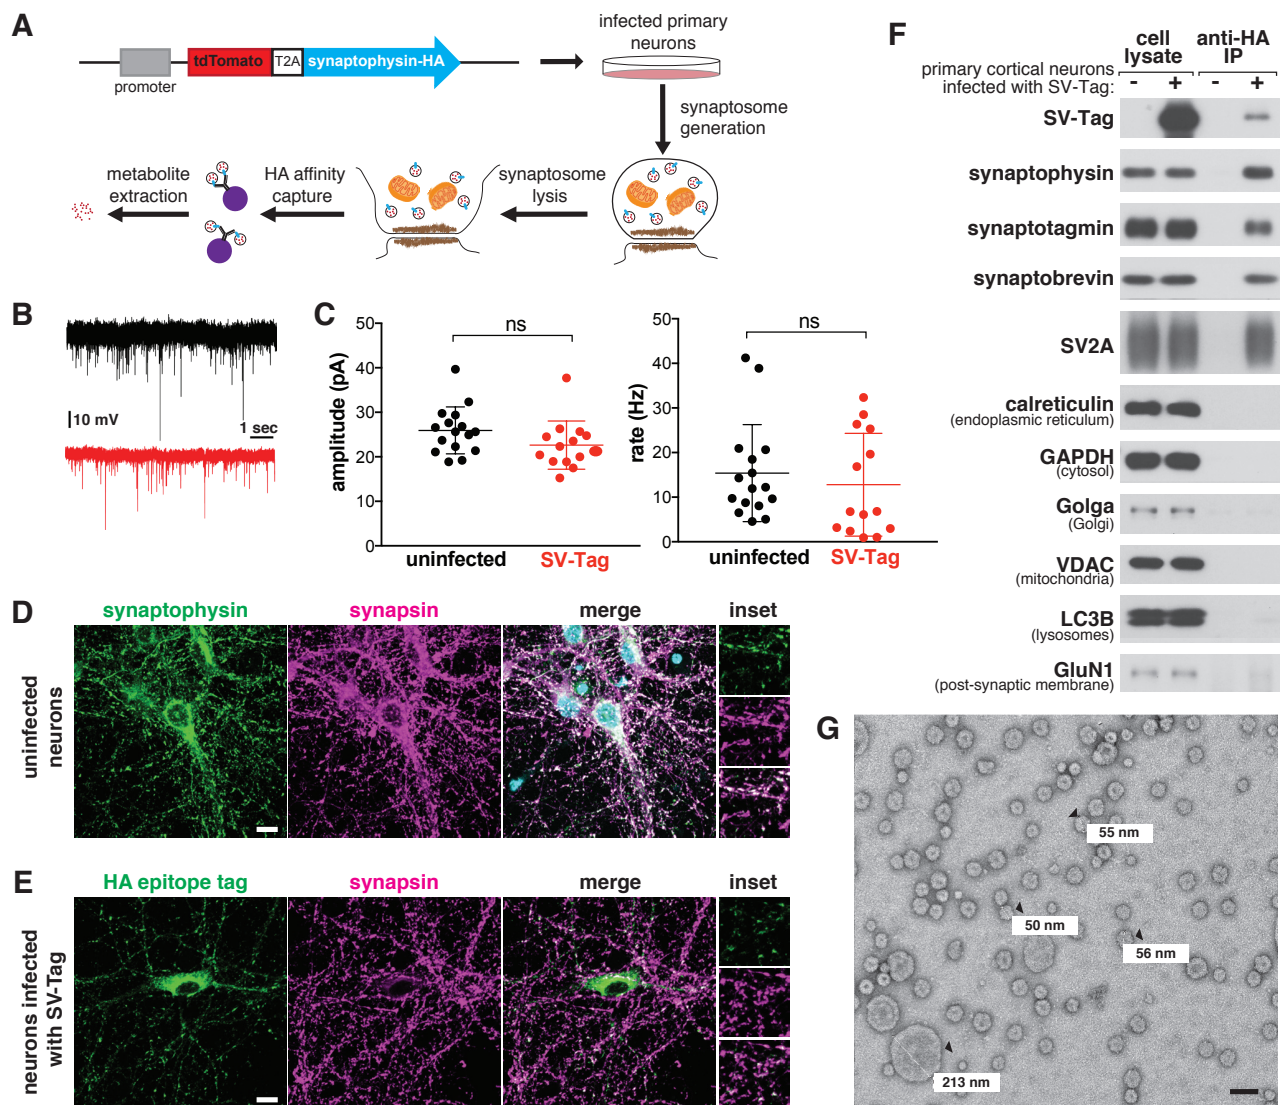 A
promoter
tdTomato
T2A
synaptophysin-HA
infected primary
neurons
synaptosome
generation
synaptosome
lysis
HA affinity
capture
metabolite
extraction
B
10 mV
1 sec
C
50
40
30
20
10
0
amplitude (pA)
ns
uninfected
SV-Tag
50
40
30
20
10
0
rate (Hz)
ns
uninfected
SV-Tag
D
synaptophysin
synapsin
merge
inset
uninfected
neurons
E
HA epitope tag
synapsin
merge
inset
neurons infected
with SV-Tag
F
cell
lysate
anti-HA
IP
primary cortical neurons
infected with SV-Tag:
- + - +
SV-Tag
synaptophysin
synaptotagmin
synaptobrevin
SV2A
calreticulin
(endoplasmic reticulum)
GAPDH
(cytosol)
Golga
(Golgi)
VDAC
(mitochondria)
LC3B
(lysosomes)
GluN1
(post-synaptic membrane)
G
55 nm
50 nm
56 nm
213 nm